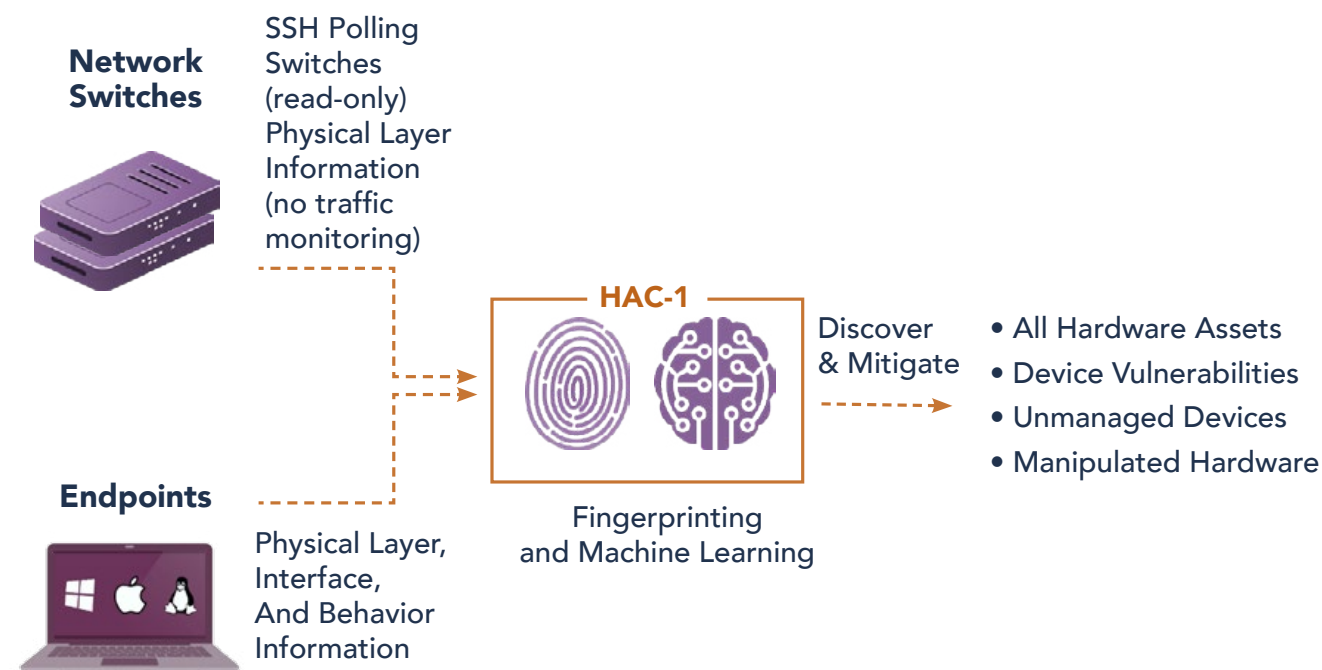 Network
Switches
SSH Polling
Switches
(read-only)
Physical Layer
Information
(no traffic
monitoring)
HAC-1
Discover
& Mitigate
• All Hardware Assets
• Device Vulnerabilities
• Unmanaged Devices
• Manipulated Hardware
Endpoints
Physical Layer,
Interface,
And Behavior
Information
Fingerprinting
and Machine Learning